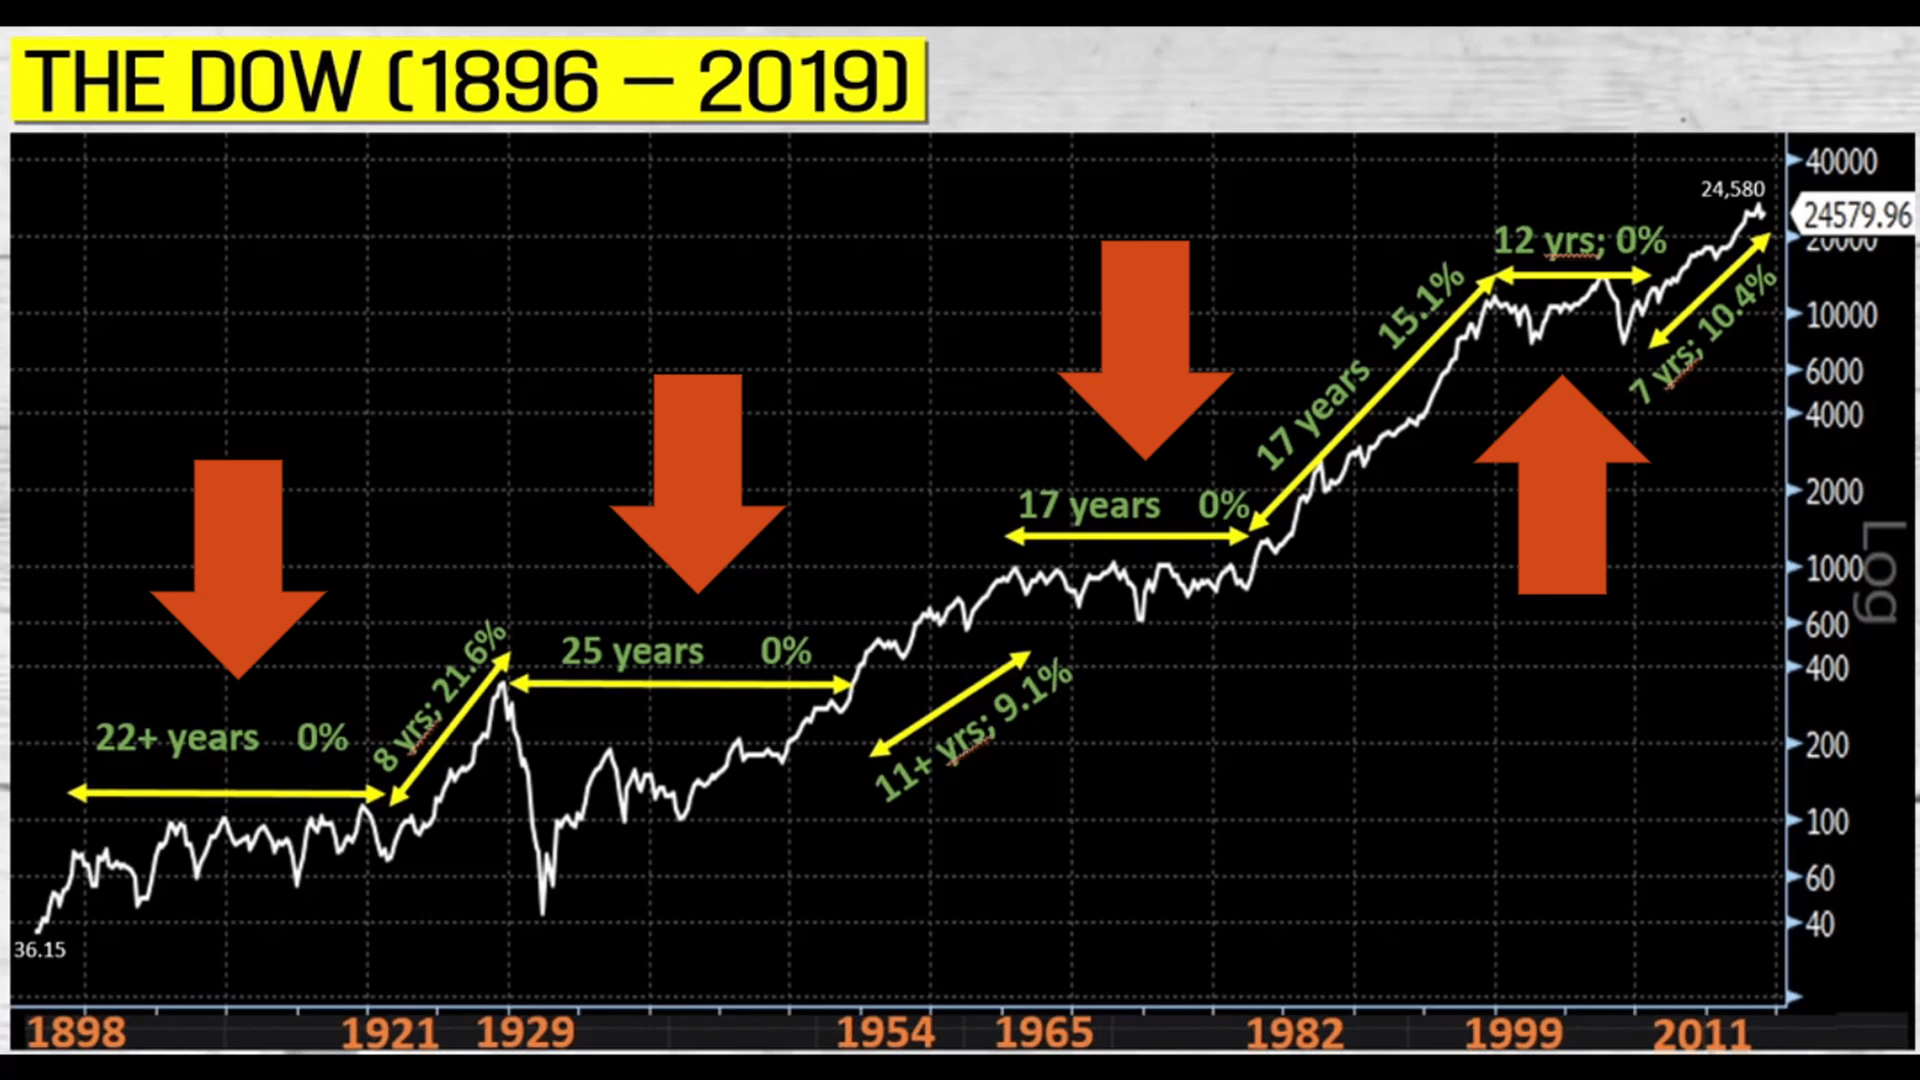 THE DOW (1896 – 2019)
40000
24,580
24579.96
20000
12 yrs; 0%
15.1%
7 yrs; 10.4%
10000
6000
17 years
4000
17 years 0%
2000
Log
1000
8 yrs; 21.6%
25 years 0%
600
400
11+ yrs; 9.1%
22+ years 0%
200
100
60
40
36.15
1898 1921 1929 1954 1965 1982 1999 2011